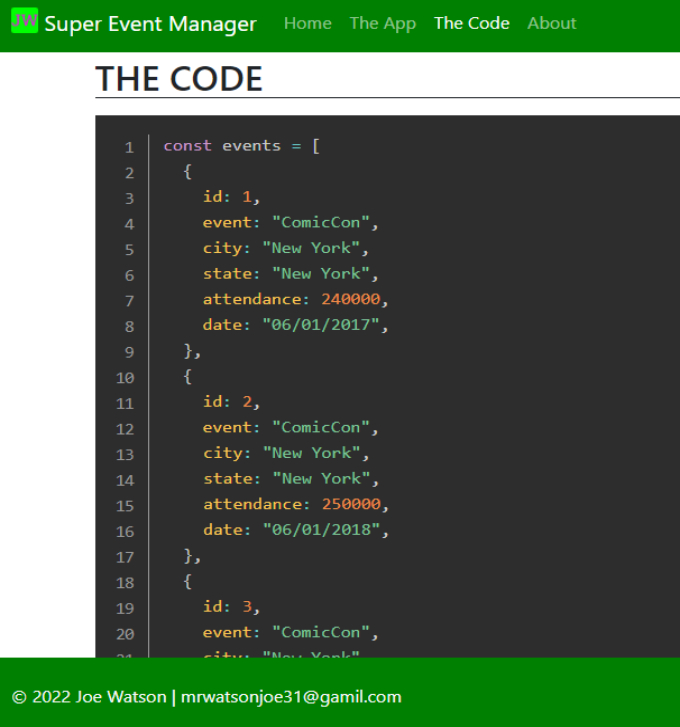 JW Super Event Manager Home The App The Code About
THE CODE
1 const events = [
2 {
3 id: 1,
4 event: "ComicCon",
5 city: "New York",
6 state: "New York",
7 attendance: 240000,
8 date: "06/01/2017",
9 },
10 {
11 id: 2,
12 event: "ComicCon",
13 city: "New York",
14 state: "New York",
15 attendance: 250000,
16 date: "06/01/2018",
17 },
18 {
19 id: 3,
20 event: "ComicCon",
21 city: "New York"
© 2022 Joe Watson | mrwatsonjoe31@gamil.com